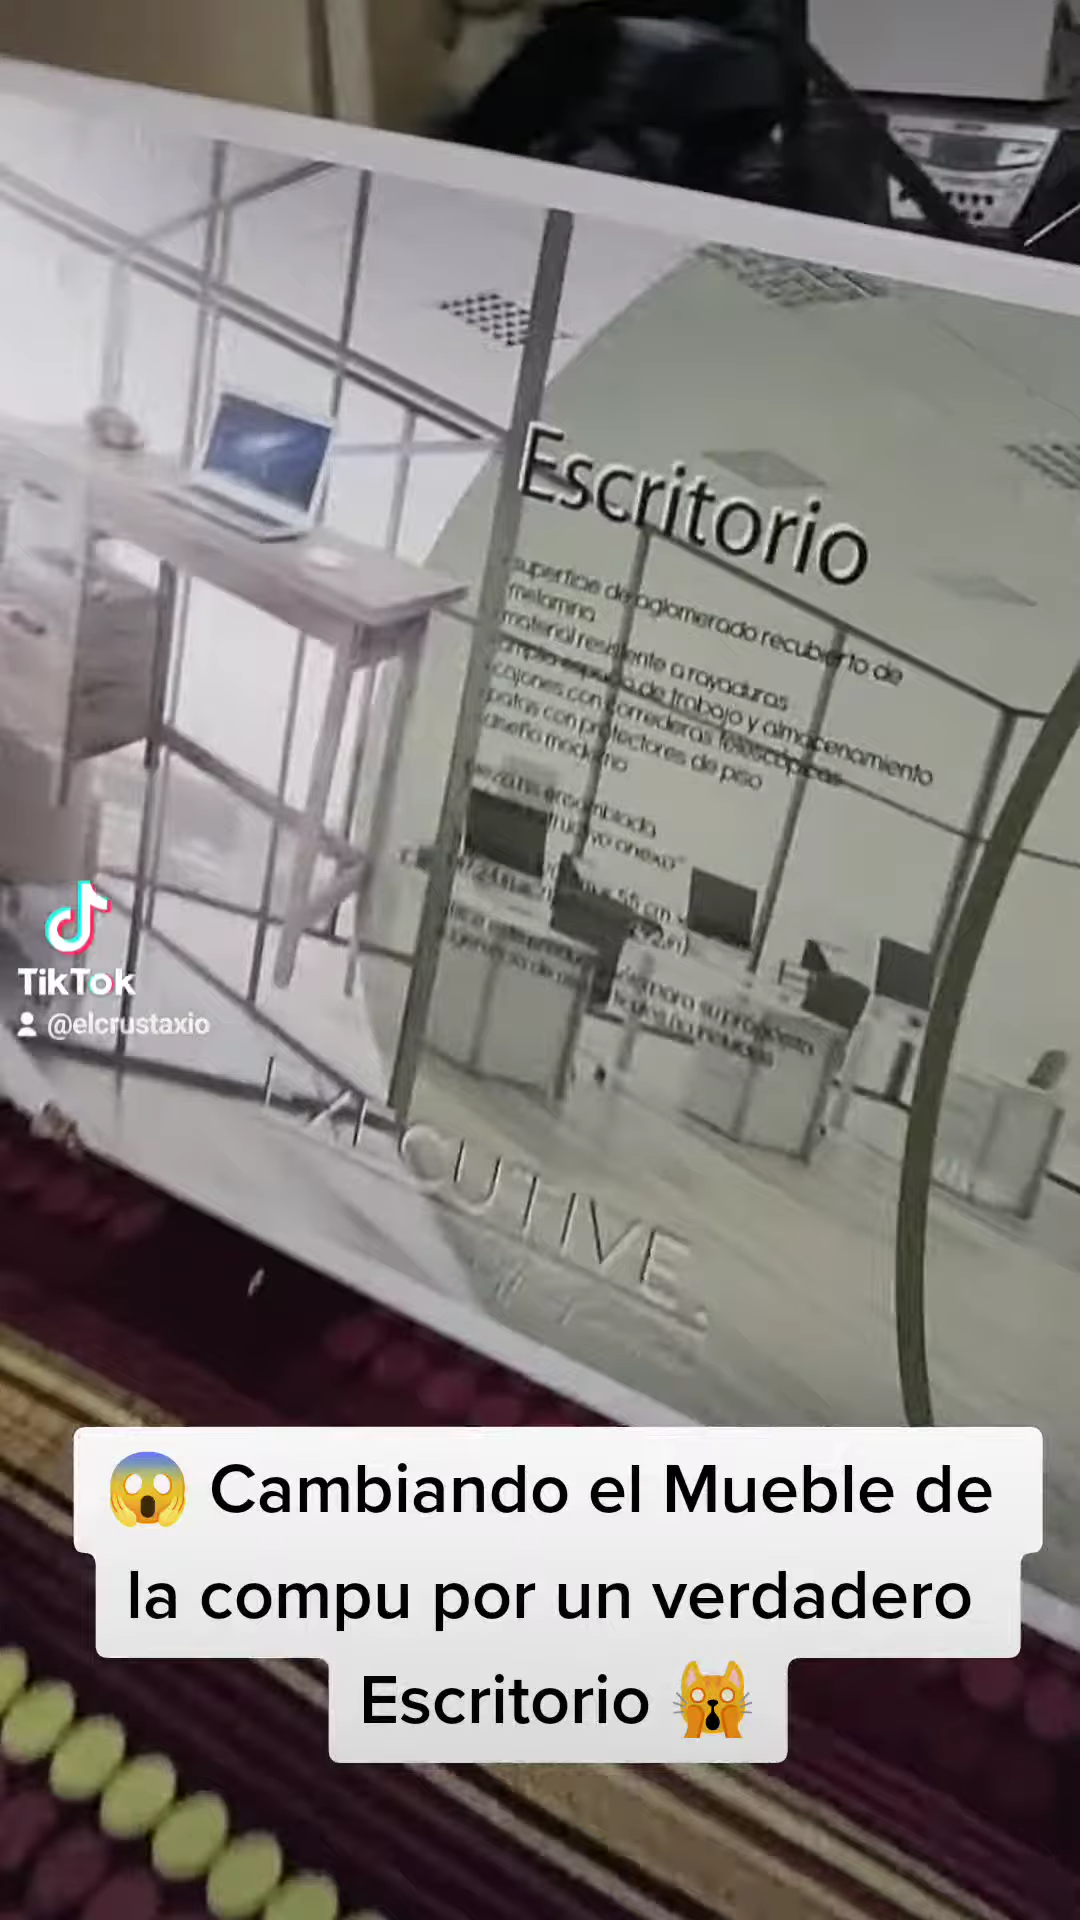 Escritorio
superficie de aglomerado recubierto de
melamina
material resistente a rayaduras
amplio espacio de trabajo y almacenamiento
cajones con correderas telescópicas
patas con protectores de piso
diseño moderno
ensamblada
anexo"
TikTok
@elcrustaxio
EXECUTIVE
😱 Cambiando el Mueble de
la compu por un verdadero
Escritorio 🙀